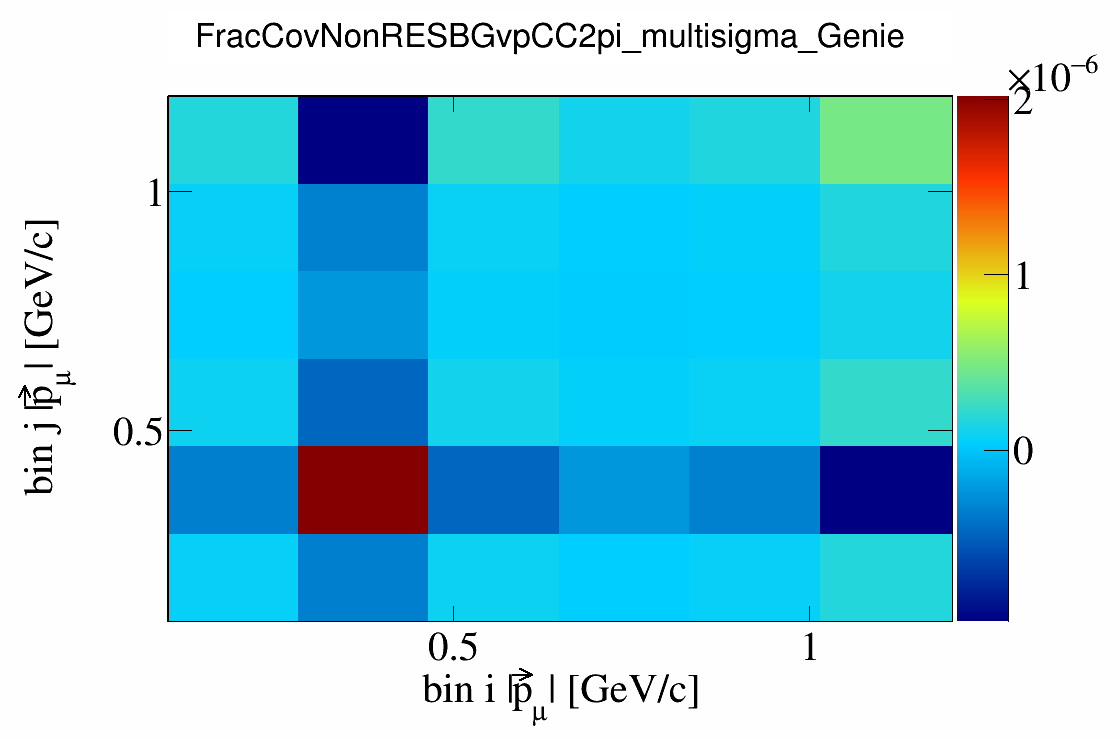 FracCovNonRESBGvpCC2pi_multisigma_Genie
×10⁻⁶
2
1
0
1
0.5
bin j |p⃗_μ| [GeV/c]
0.5 1
bin i |p⃗_μ| [GeV/c]